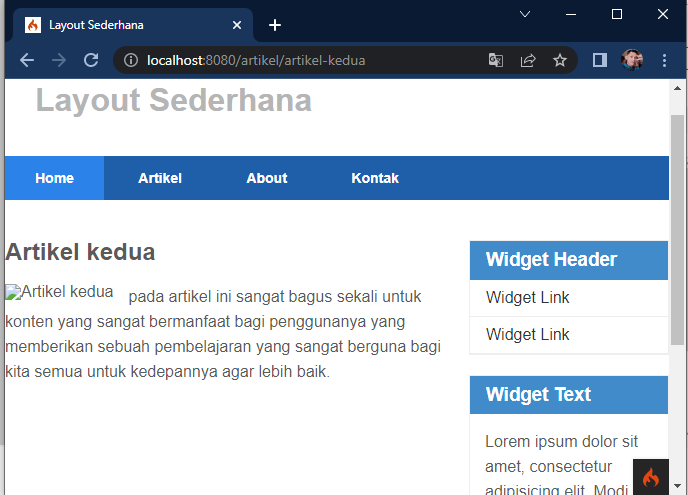 Layout Sederhana
localhost:8080/artikel/artikel-kedua
Layout Sederhana
Home Artikel About Kontak
Artikel kedua
Artikel kedua pada artikel ini sangat bagus sekali untuk
konten yang sangat bermanfaat bagi penggunanya yang
memberikan sebuah pembelajaran yang sangat berguna bagi
kita semua untuk kedepannya agar lebih baik.
Widget Header
Widget Link
Widget Link
Widget Text
Lorem ipsum dolor sit
amet, consectetur
adipisicing elit. Modi